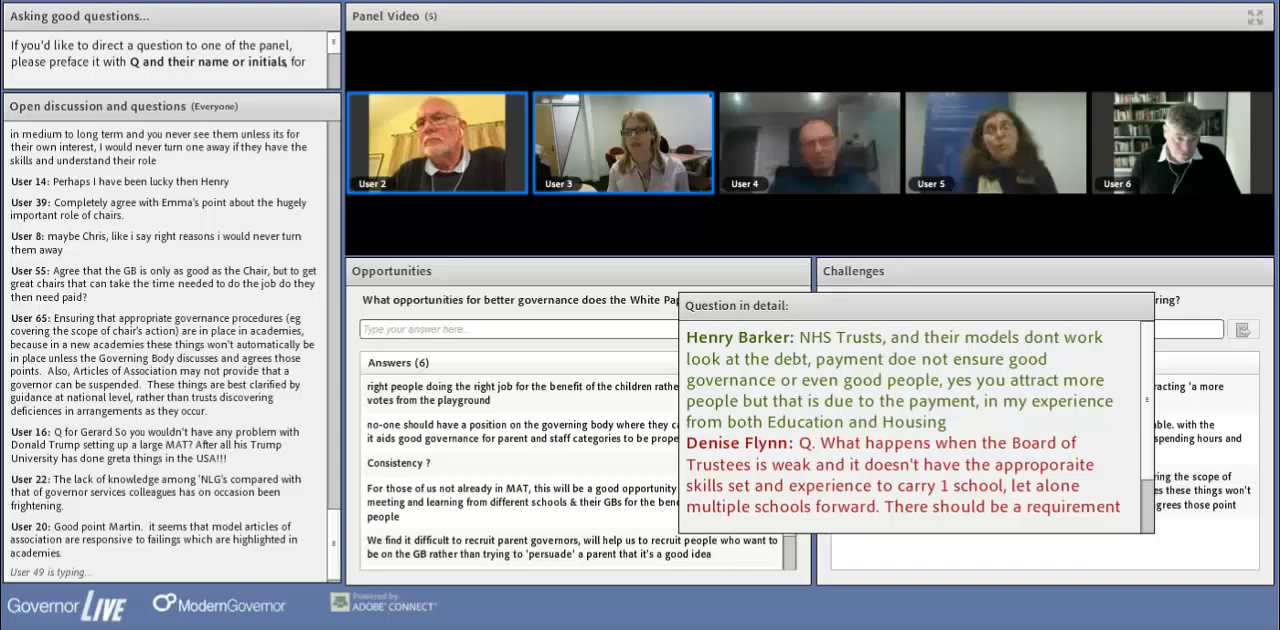 Asking good questions...
If you'd like to direct a question to one of the panel,
please preface it with Q and their name or initials, for
Open discussion and questions (Everyone)
in medium to long term and you never see them unless its for
their own interest, I would never turn one away if they have the
skills and understand their role
User 14: Perhaps I have been lucky then Henry
User 39: Completely agree with Emma's point about the hugely
important role of chairs.
User 8: maybe Chris, like i say right reasons i would never turn
them away
User 55: Agree that the GB is only as good as the Chair, but to get
great chairs that can take the time needed to do the job do they
then need paid?
User 65: Ensuring that appropriate governance procedures (eg
covering the scope of chair's action) are in place in academies,
because in a new academies these things won't automatically be
in place unless the Governing Body discusses and agrees those
points. Also, Articles of Association may not provide that a
governor can be suspended. These things are best clarified by
guidance at national level, rather than trusts discovering
deficiences in arrangements as they occur.
User 16: Q for Gerard So you wouldn't have any problem with
Donald Trump setting up a large MAT? After all his Trump
University has done greta things in the USA!!!
User 22: The lack of knowledge among 'NLG's compared with
that of governor services colleagues has on occasion been
frightening.
User 20: Good point Martin. it seems that model articles of
association are responsive to failings which are highlighted in
academies.
User 49 is typing...
Panel Video (5)
User 2
User 3
User 4
User 5
User 6
Opportunities
What opportunities for better governance does the White Pap
Type your answer here...
Answers (6)
right people doing the right job for the benefit of the children rathe
votes from the playground
no-one should have a position on the governing body where they ca
it aids good governance for parent and staff categories to be prope
Consistency ?
For those of us not already in MAT, this will be a good opportunity
meeting and learning from different schools & their GBs for the bene
people
We find it difficult to recruit parent governors, will help us to recruit people who want to
be on the GB rather than trying to 'persuade' a parent that it's a good idea
Challenges
ring?
racting 'a more
able. with the
spending hours and
ing the scope of
es these things won't
grees those point
Question in detail:
Henry Barker: NHS Trusts, and their models dont work
look at the debt, payment doe not ensure good
governance or even good people, yes you attract more
people but that is due to the payment, in my experience
from both Education and Housing
Denise Flynn: Q. What happens when the Board of
Trustees is weak and it doesn't have the approporaite
skills set and experience to carry 1 school, let alone
multiple schools forward. There should be a requirement
Governor LIVE
ModernGovernor
Powered by
ADOBE® CONNECT™